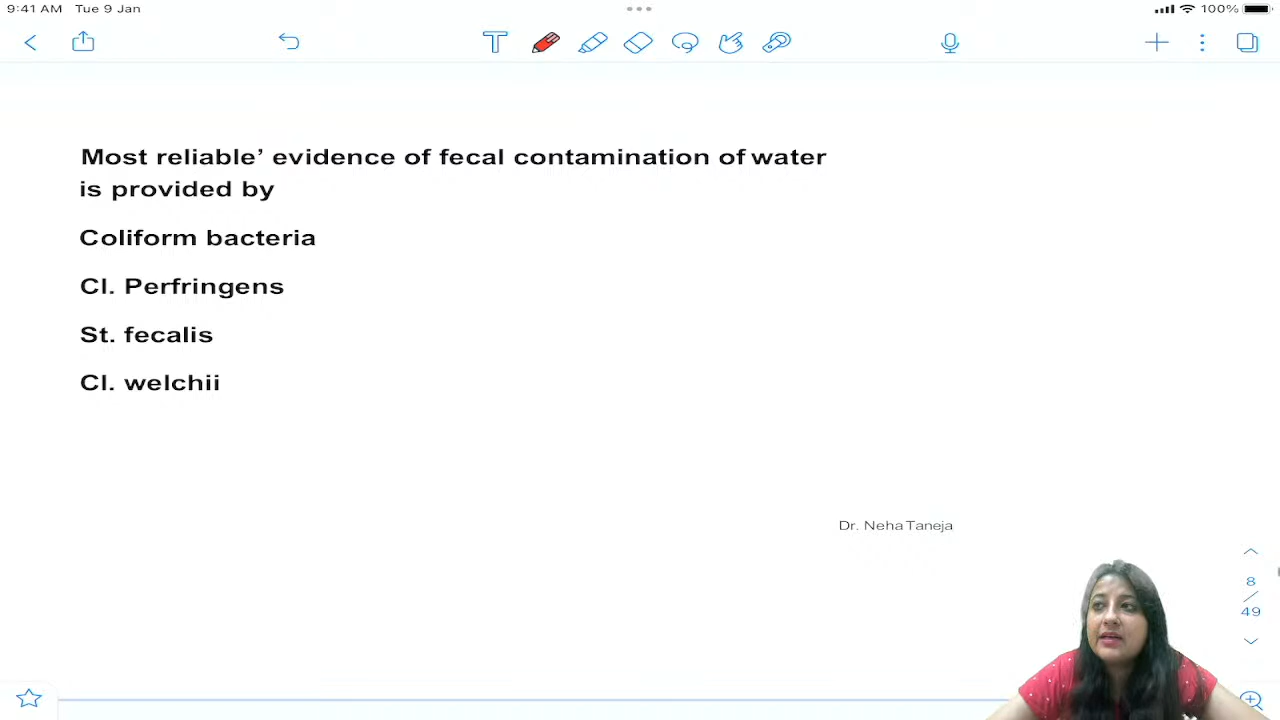 9:41 AM Tue 9 Jan
100%
Most reliable’ evidence of fecal contamination of water
is provided by
Coliform bacteria
Cl. Perfringens
St. fecalis
Cl. welchii
Dr. Neha Taneja
8
49